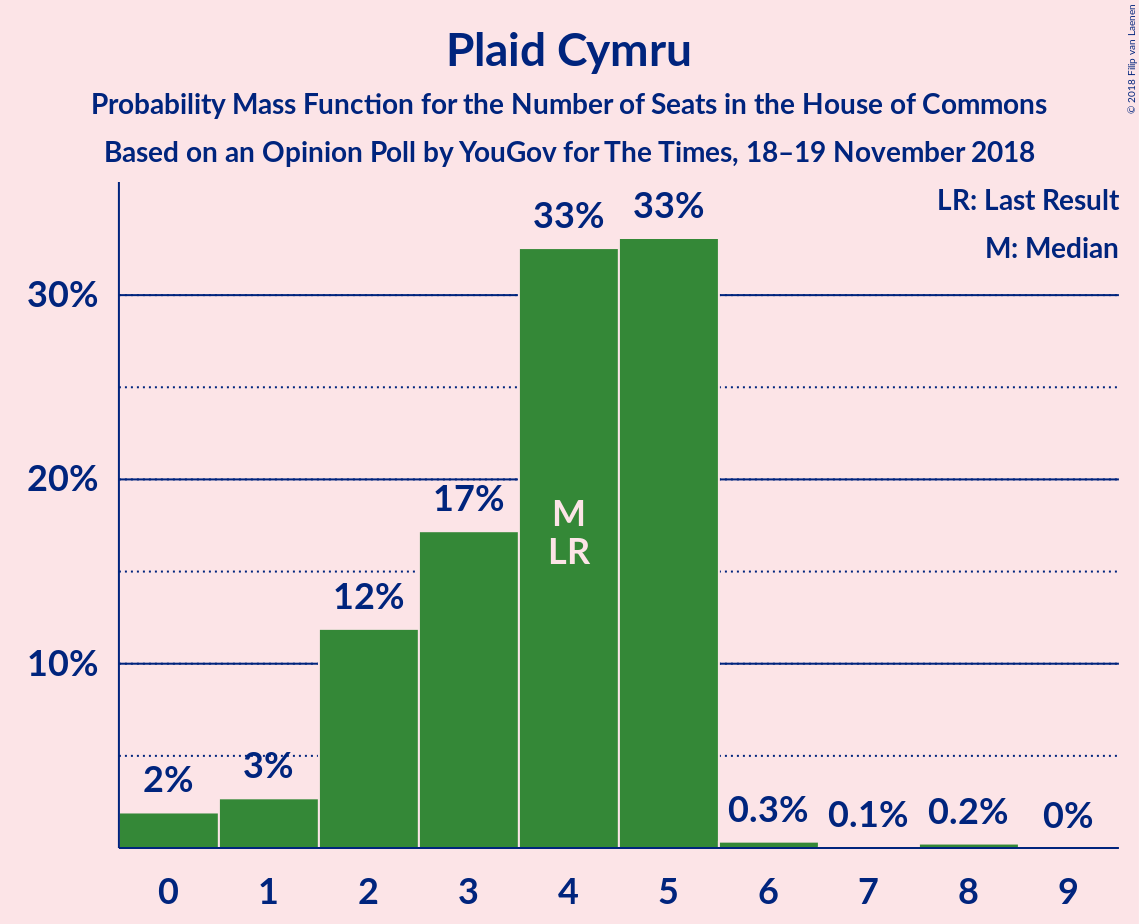 Plaid Cymru
Probability Mass Function for the Number of Seats in the House of Commons
Based on an Opinion Poll by YouGov for The Times, 18–19 November 2018
© 2018 Filip van Laenen
LR: Last Result
M: Median
30%
20%
10%
2%
3%
12%
17%
33%
33%
0.3%
0.1%
0.2%
0%
M
LR
0 1 2 3 4 5 6 7 8 9